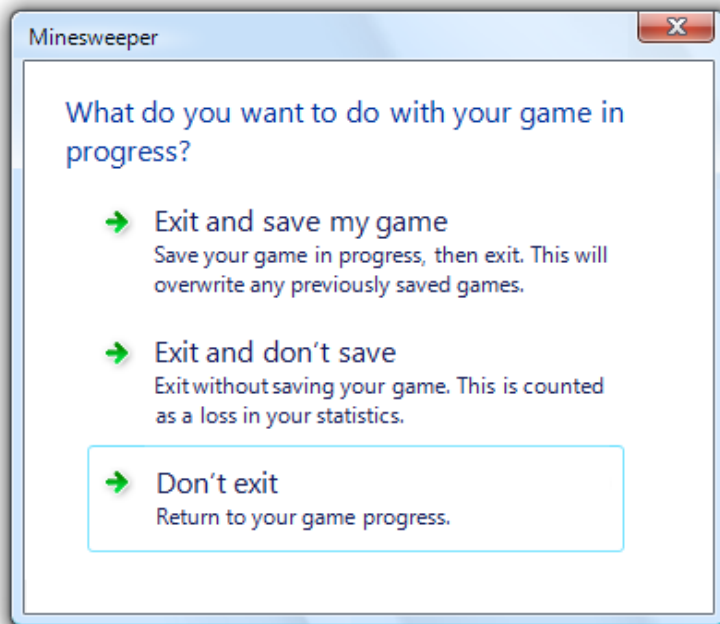 Minesweeper
What do you want to do with your game in
progress?
Exit and save my game
Save your game in progress, then exit. This will
overwrite any previously saved games.
Exit and don't save
Exit without saving your game. This is counted
as a loss in your statistics.
Don't exit
Return to your game progress.